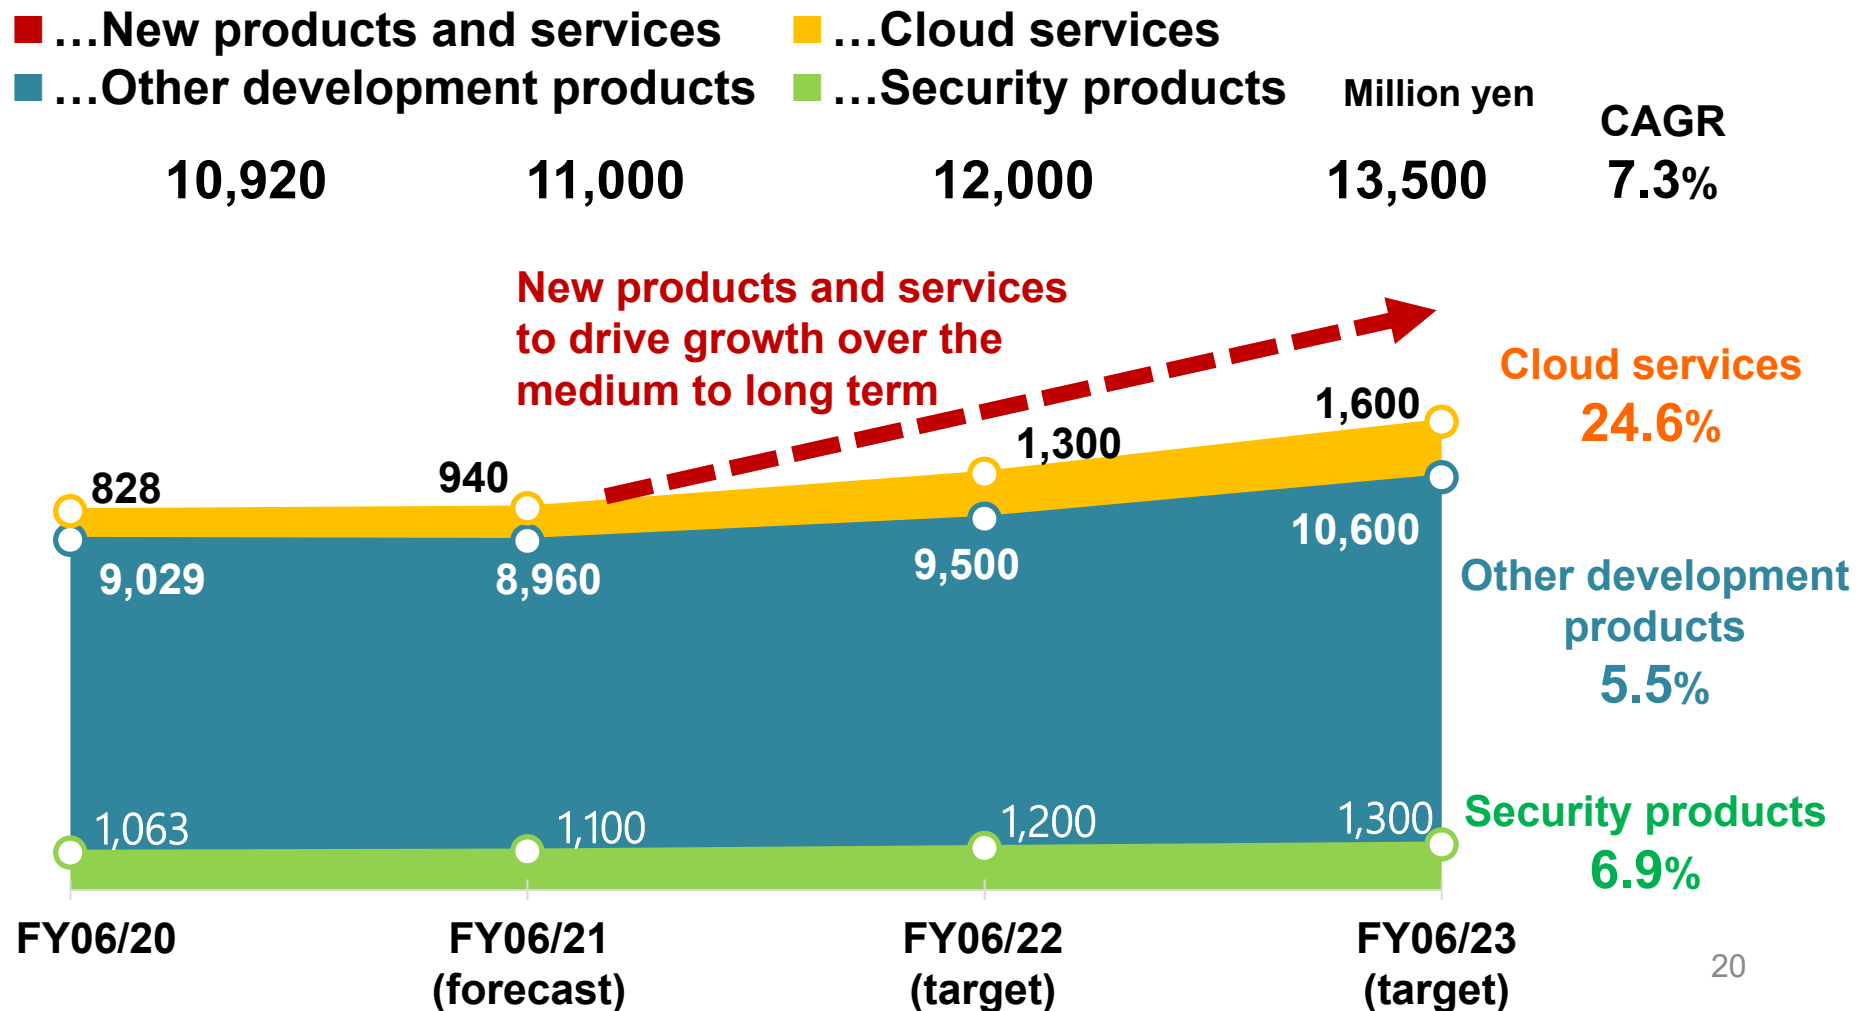 …New products and services
…Cloud services
…Other development products
…Security products
Million yen
CAGR
10,920
11,000
12,000
13,500
7.3%
New products and services
to drive growth over the
medium to long term
Cloud services
24.6%
828
940
1,300
1,600
9,029
8,960
9,500
10,600
Other development
products
5.5%
1,063
1,100
1,200
1,300
Security products
6.9%
FY06/20
FY06/21
(forecast)
FY06/22
(target)
FY06/23
(target)
20